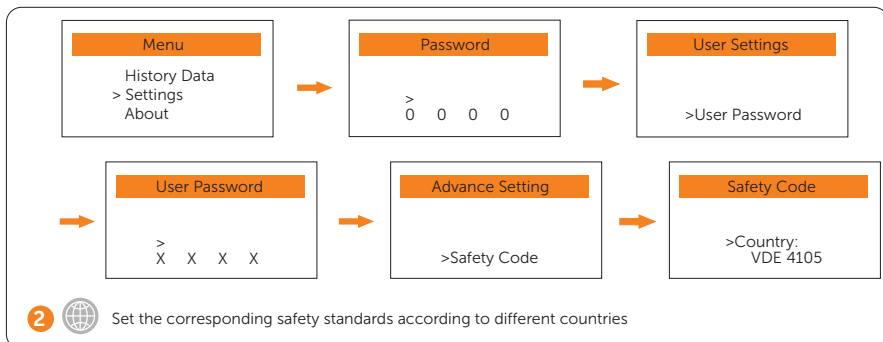 Menu
History Data
> Settings
About
Password
>
0 0 0 0
User Settings
>User Password
User Password
>
X X X X
Advance Setting
>Safety Code
Safety Code
>Country:
VDE 4105
2 Set the corresponding safety standards according to different countries